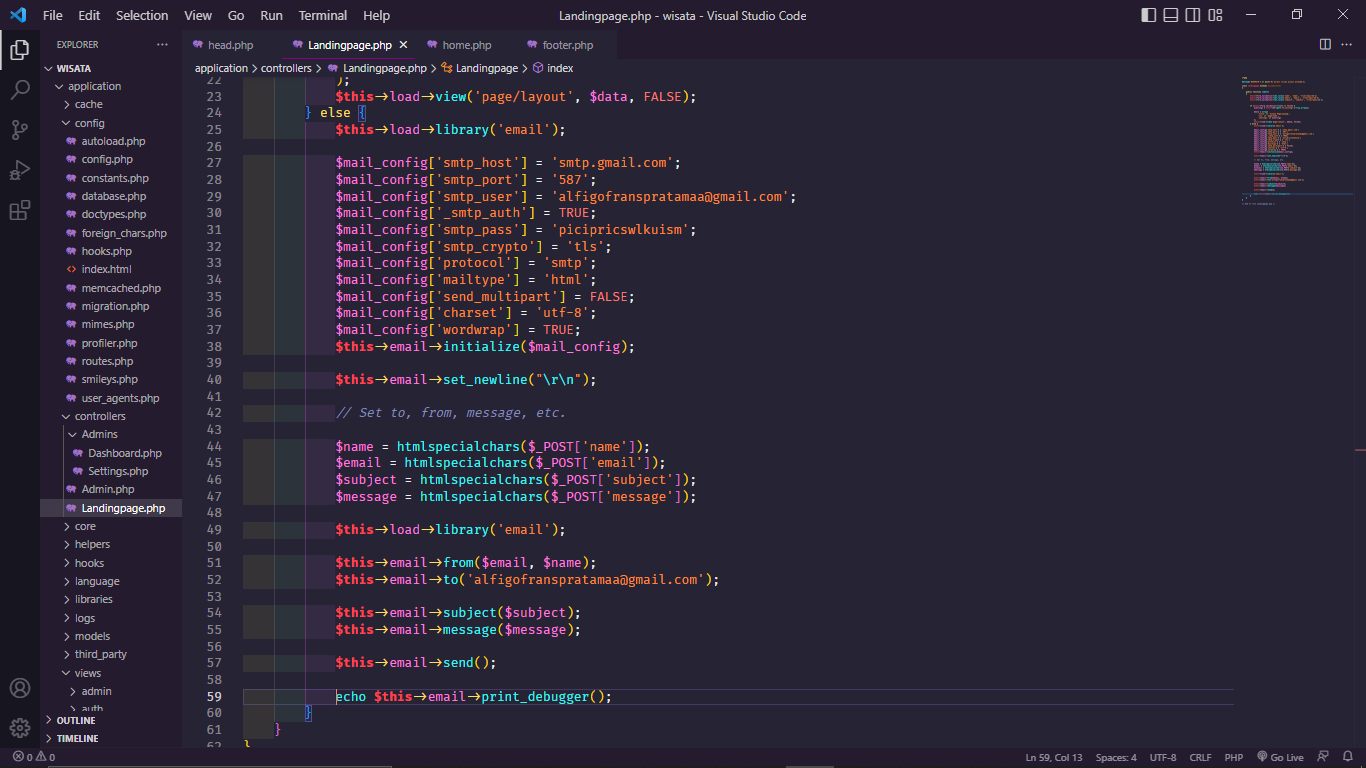 File Edit Selection View Go Run Terminal Help
Landingpage.php - wisata - Visual Studio Code
EXPLORER
head.php Landingpage.php home.php footer.php
WISATA
application > controllers > Landingpage.php > Landingpage > index
application
cache
config
autoload.php
config.php
constants.php
database.php
doctypes.php
foreign_chars.php
hooks.php
index.html
memcached.php
migration.php
mimes.php
profiler.php
routes.php
smileys.php
user_agents.php
controllers
Admins
Dashboard.php
Settings.php
Admin.php
Landingpage.php
core
helpers
hooks
language
libraries
logs
models
third_party
views
admin
auth
OUTLINE
TIMELINE
22 );
23 $this->load->view('page/layout', $data, FALSE);
24 } else {
25 $this->load->library('email');
26
27 $mail_config['smtp_host'] = 'smtp.gmail.com';
28 $mail_config['smtp_port'] = '587';
29 $mail_config['smtp_user'] = 'alfigofranspratamaa@gmail.com';
30 $mail_config['_smtp_auth'] = TRUE;
31 $mail_config['smtp_pass'] = 'picipricswlkuism';
32 $mail_config['smtp_crypto'] = 'tls';
33 $mail_config['protocol'] = 'smtp';
34 $mail_config['mailtype'] = 'html';
35 $mail_config['send_multipart'] = FALSE;
36 $mail_config['charset'] = 'utf-8';
37 $mail_config['wordwrap'] = TRUE;
38 $this->email->initialize($mail_config);
39
40 $this->email->set_newline("\r\n");
41
42 // Set to, from, message, etc.
43
44 $name = htmlspecialchars($_POST['name']);
45 $email = htmlspecialchars($_POST['email']);
46 $subject = htmlspecialchars($_POST['subject']);
47 $message = htmlspecialchars($_POST['message']);
48
49 $this->load->library('email');
50
51 $this->email->from($email, $name);
52 $this->email->to('alfigofranspratamaa@gmail.com');
53
54 $this->email->subject($subject);
55 $this->email->message($message);
56
57 $this->email->send();
58
59 echo $this->email->print_debugger();
60 }
61 }
62 }
0 0 Ln 59, Col 13 Spaces: 4 UTF-8 CRLF PHP Go Live